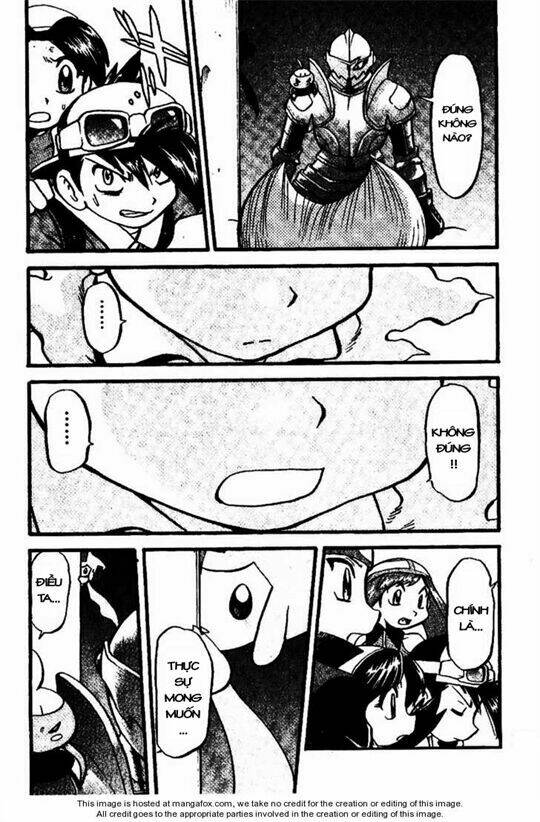 ĐÚNG
KHÔNG
NÀO?
......
......
KHÔNG
ĐÚNG
!!
ĐIỀU
TA...
THỰC
SỰ
MONG
MUỐN
...
CHÍNH
LÀ...
This image is hosted at mangafox.com, we take no credit for the creation or editing of this image.
All credit goes to the appropriate parties involved in the creation or editing of this image.